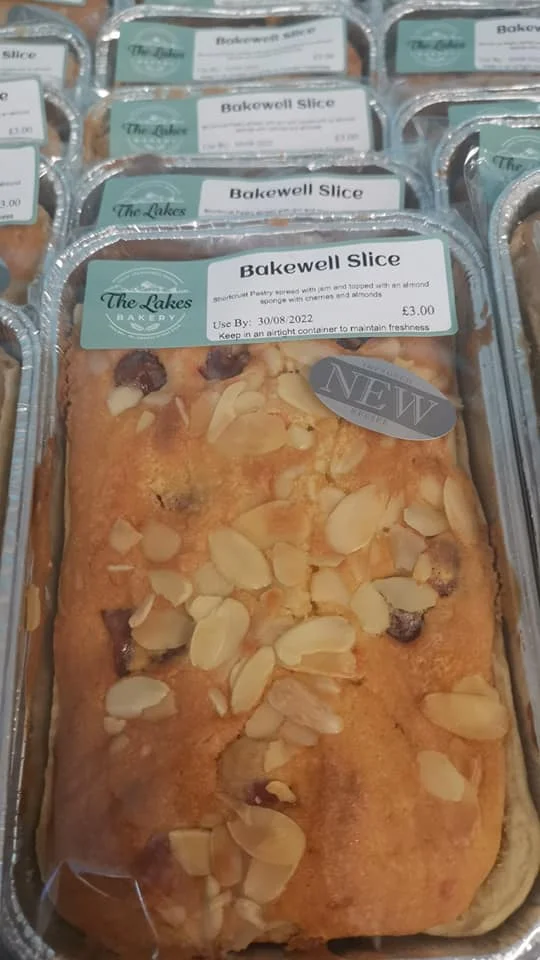 Slice
Bakewell Slice
The Lakes
Bakew
The Lakes
£3.00
Bakewell Slice
The Lakes
£3.00
3.00
Bakewell Slice
The Lakes
The
Bakewell Slice
Shortcrust Pastry spread with jam and topped with an almond
sponge with cherries and almonds
The Lakes
BAKERY
Use By: 30/08/2022
£3.00
Keep in an airtight container to maintain freshness
NEW
RECIPE